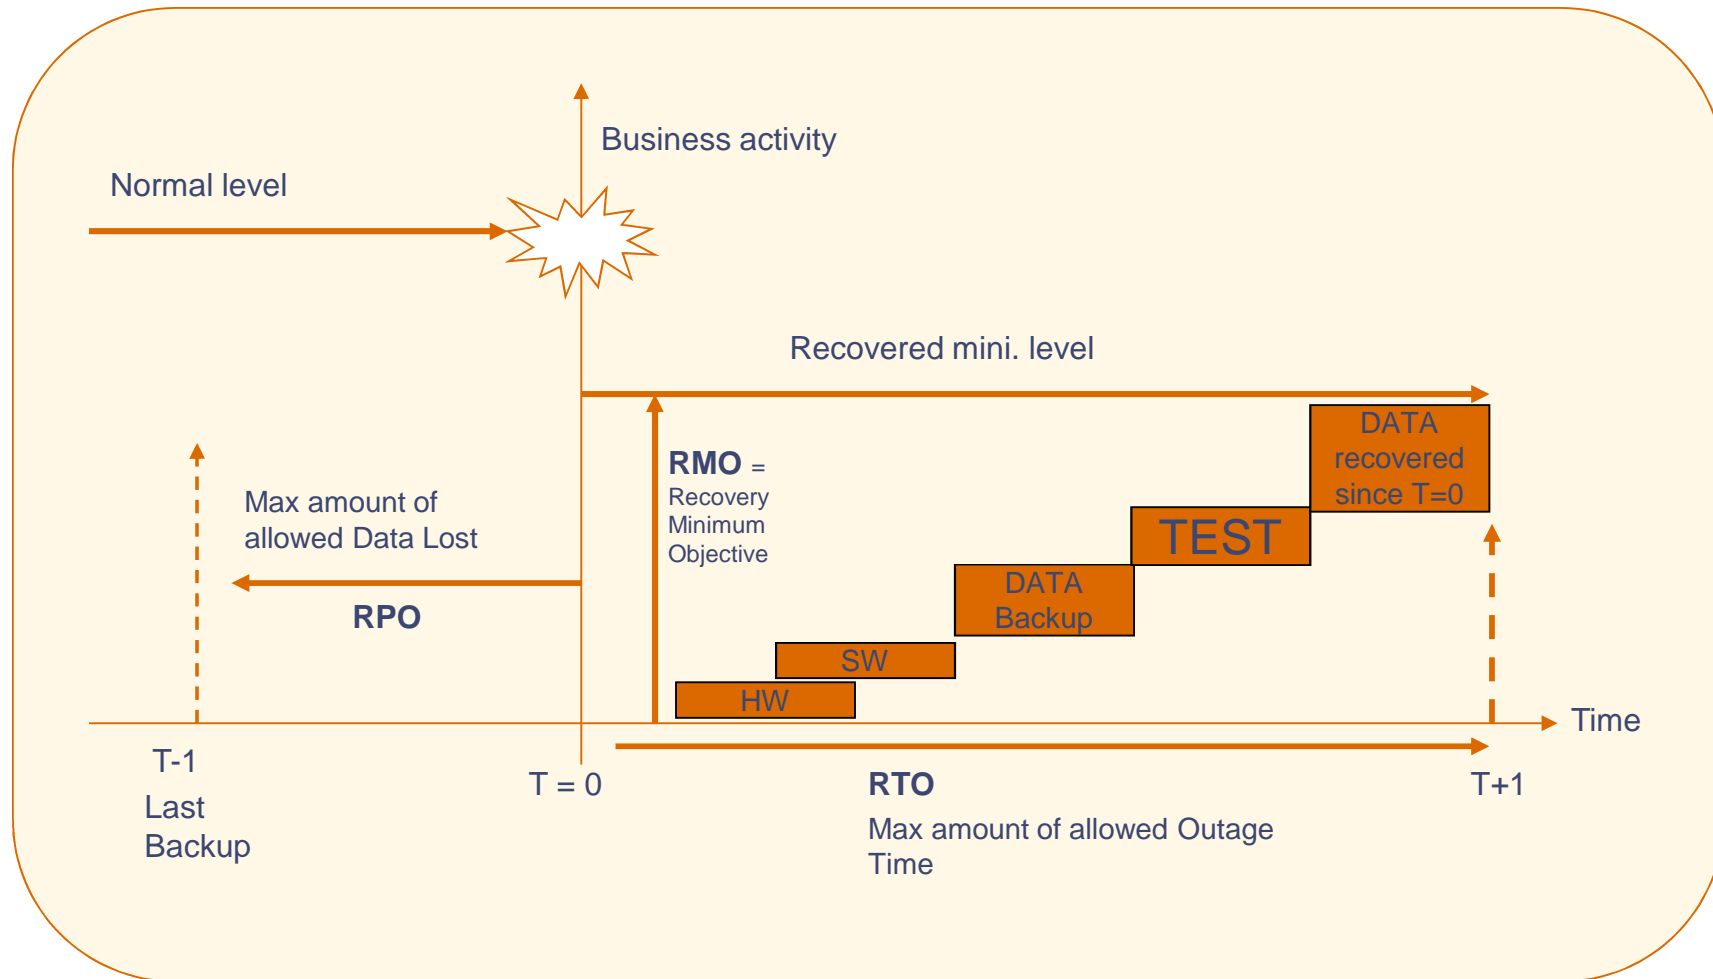 Business activity
Normal level
Recovered mini. level
DATA
recovered
since T=0
RMO =
Recovery
Minimum
Objective
Max amount of
allowed Data Lost
RPO
TEST
DATA
Backup
SW
HW
Time
T-1
Last
Backup
T = 0
RTO
Max amount of allowed Outage
Time
T+1